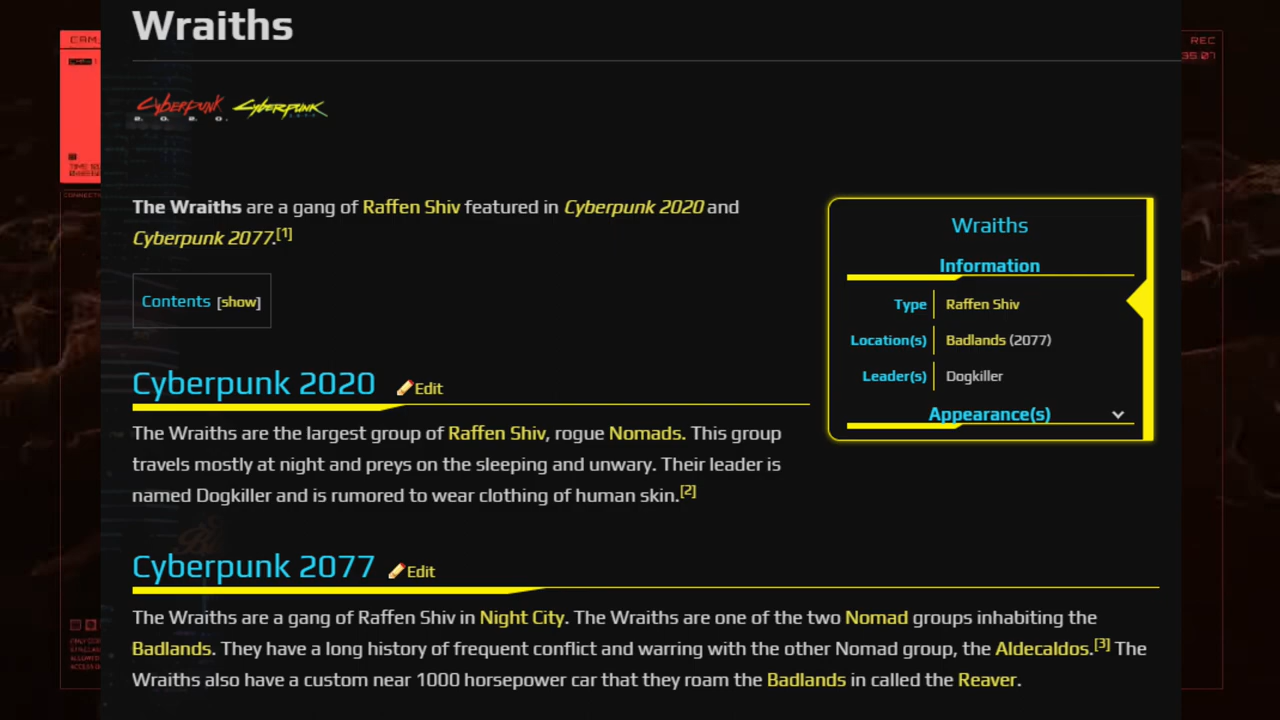 Wraiths
CAM
REC
Cyberpunk
2.0.2.0.
Cyberpunk
The Wraiths are a gang of Raffen Shiv featured in Cyberpunk 2020 and
Cyberpunk 2077.[1]
Contents [show]
Wraiths
Information
Type Raffen Shiv
Location(s) Badlands (2077)
Leader(s) Dogkiller
Appearance(s)
Cyberpunk 2020 Edit
The Wraiths are the largest group of Raffen Shiv, rogue Nomads. This group
travels mostly at night and preys on the sleeping and unwary. Their leader is
named Dogkiller and is rumored to wear clothing of human skin.[2]
Cyberpunk 2077 Edit
The Wraiths are a gang of Raffen Shiv in Night City. The Wraiths are one of the two Nomad groups inhabiting the
Badlands. They have a long history of frequent conflict and warring with the other Nomad group, the Aldecaldos.[3] The
Wraiths also have a custom near 1000 horsepower car that they roam the Badlands in called the Reaver.